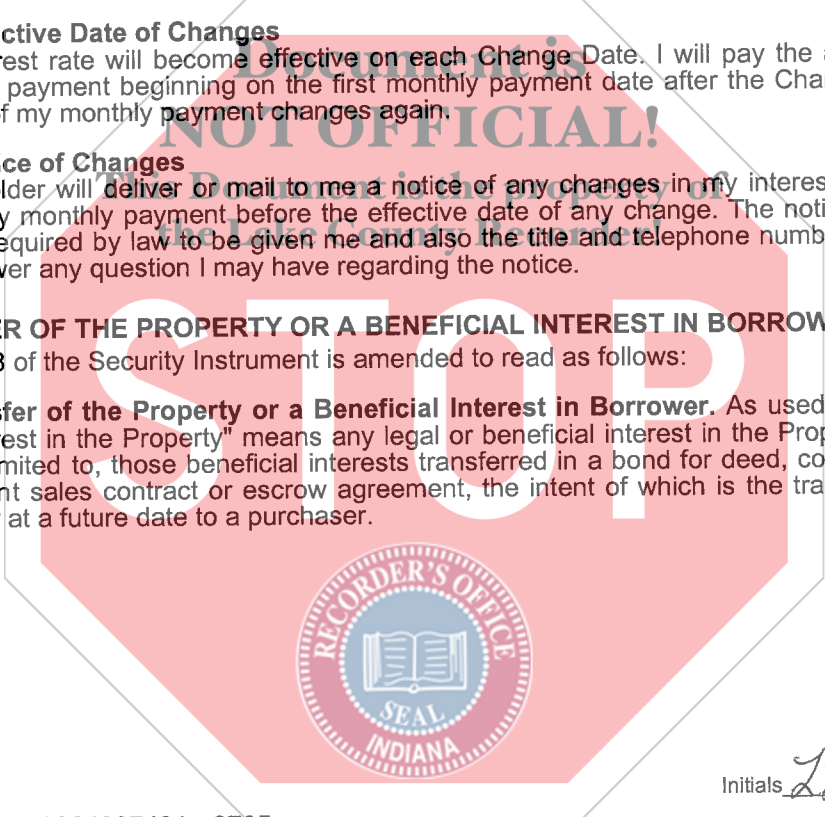 ctive Date of Changes
est rate will become effective on each Change Date. I will pay the
payment beginning on the first monthly payment date after the Cha
f my monthly payment changes again.
ce of Changes
lder will deliver or mail to me a notice of any changes in my interes
y monthly payment before the effective date of any change. The noti
equired by law to be given me and also the title and telephone numb
ver any question I may have regarding the notice.
ER OF THE PROPERTY OR A BENEFICIAL INTEREST IN BORROW
8 of the Security Instrument is amended to read as follows:
fer of the Property or a Beneficial Interest in Borrower. As used
est in the Property" means any legal or beneficial interest in the Prop
mited to, those beneficial interests transferred in a bond for deed, co
nt sales contract or escrow agreement, the intent of which is the tra
at a future date to a purchaser.
Document is
NOT OFFICIAL!
This Document is the property of
the Lake County Recorder!
STOP
RECORDER'S OFFICE
SEAL
INDIANA
Initials